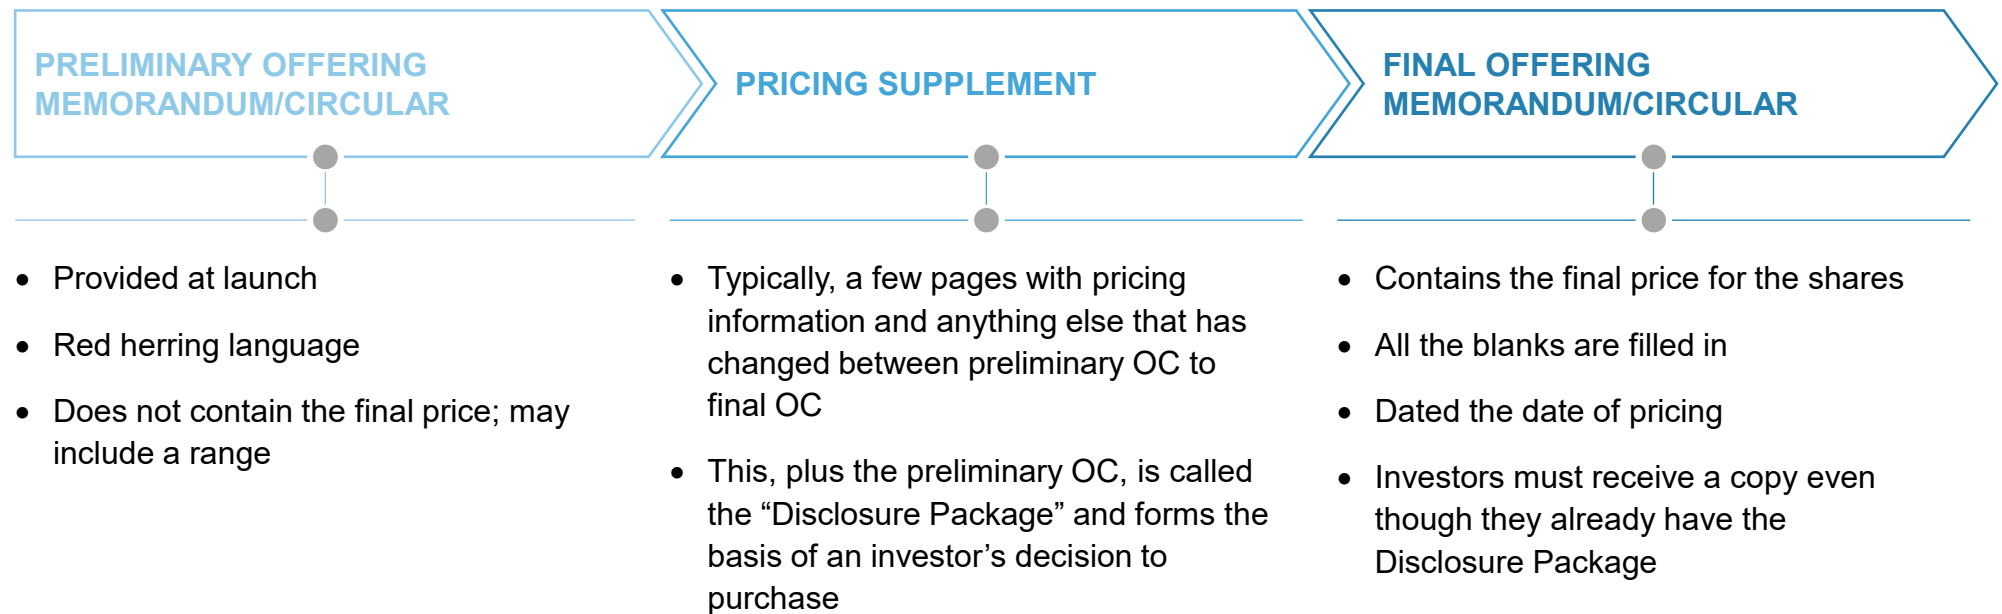 PRELIMINARY OFFERING
MEMORANDUM/CIRCULAR
• Provided at launch
• Red herring language
• Does not contain the final price; may
include a range
PRICING SUPPLEMENT
• Typically, a few pages with pricing
information and anything else that has
changed between preliminary OC to
final OC
• This, plus the preliminary OC, is called
the “Disclosure Package” and forms the
basis of an investor’s decision to
purchase
FINAL OFFERING
MEMORANDUM/CIRCULAR
• Contains the final price for the shares
• All the blanks are filled in
• Dated the date of pricing
• Investors must receive a copy even
though they already have the
Disclosure Package